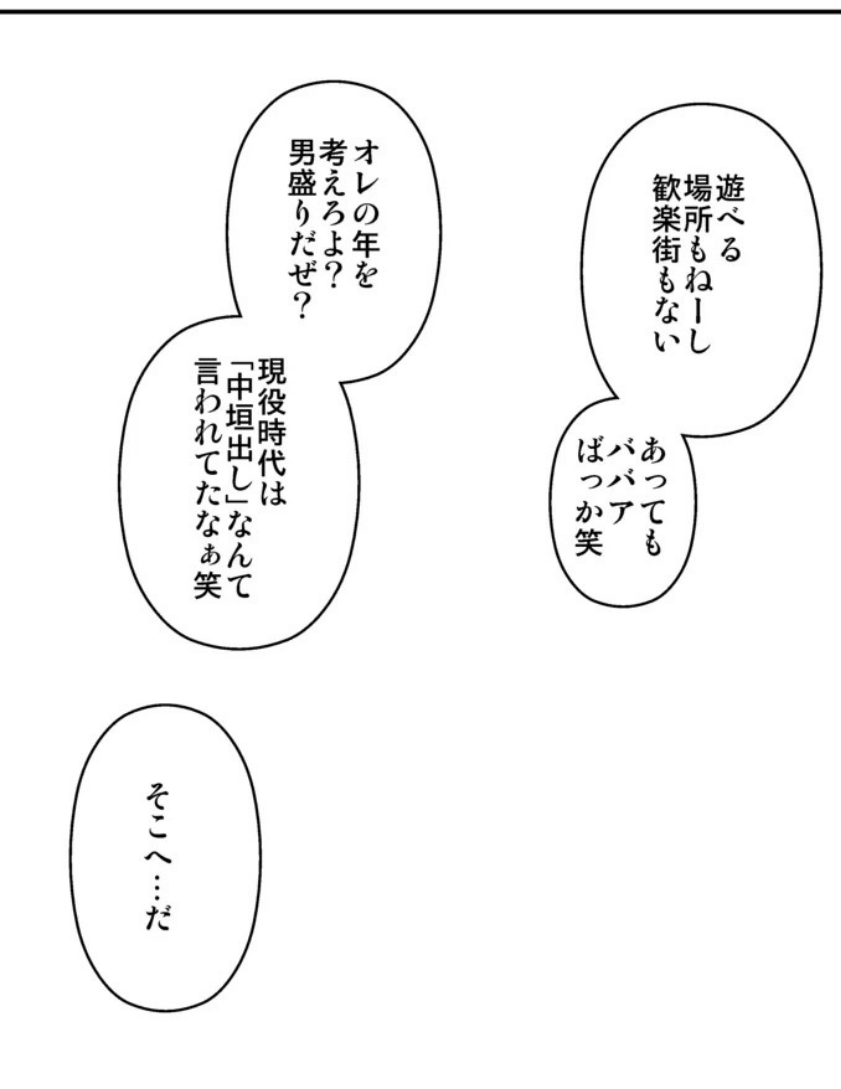 遊べる
場所もねーし
歓楽街もない
あっても
ババア
ばっか笑
オレの年を
考えろよ？
男盛りだぜ？
現役時代は
「中垣出し」なんて
言われてたなぁ笑
そこへ…だ